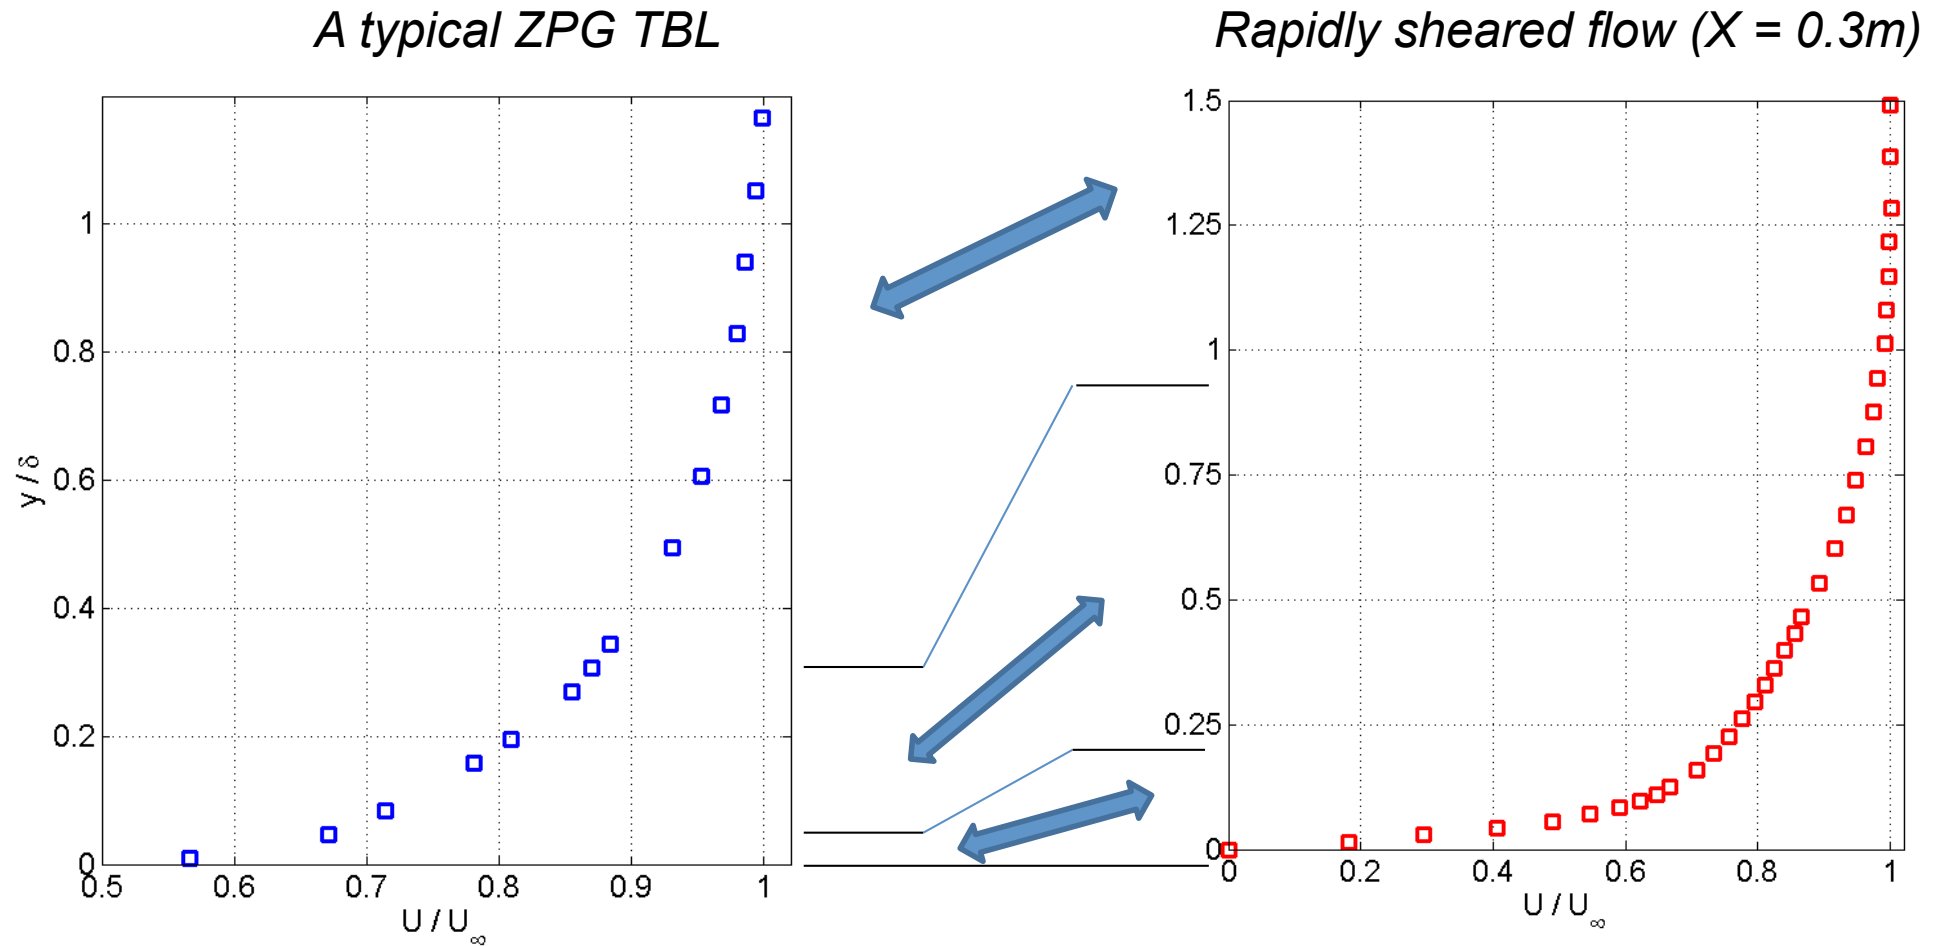 A typical ZPG TBL
Rapidly sheared flow (X = 0.3m)
1
0.8
0.6
0.4
0.2
0
y / δ
0.5 0.6 0.7 0.8 0.9 1
U / U∞
1.5
1.25
1
0.75
0.5
0.25
0
0 0.2 0.4 0.6 0.8 1
U / U∞